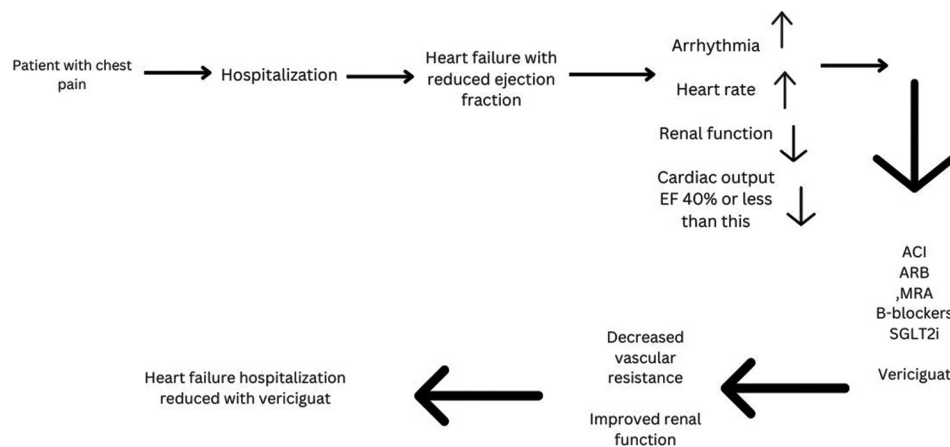 Patient with chest
pain
Hospitalization
Heart failure with
reduced ejection
fraction
Arrhythmia
Heart rate
Renal function
Cardiac output
EF 40% or less
than this
ACI
ARB
,MRA
B-blockers
SGLT2i
Vericiguat
Decreased
vascular
resistance
Improved renal
function
Heart failure hospitalization
reduced with vericiguat